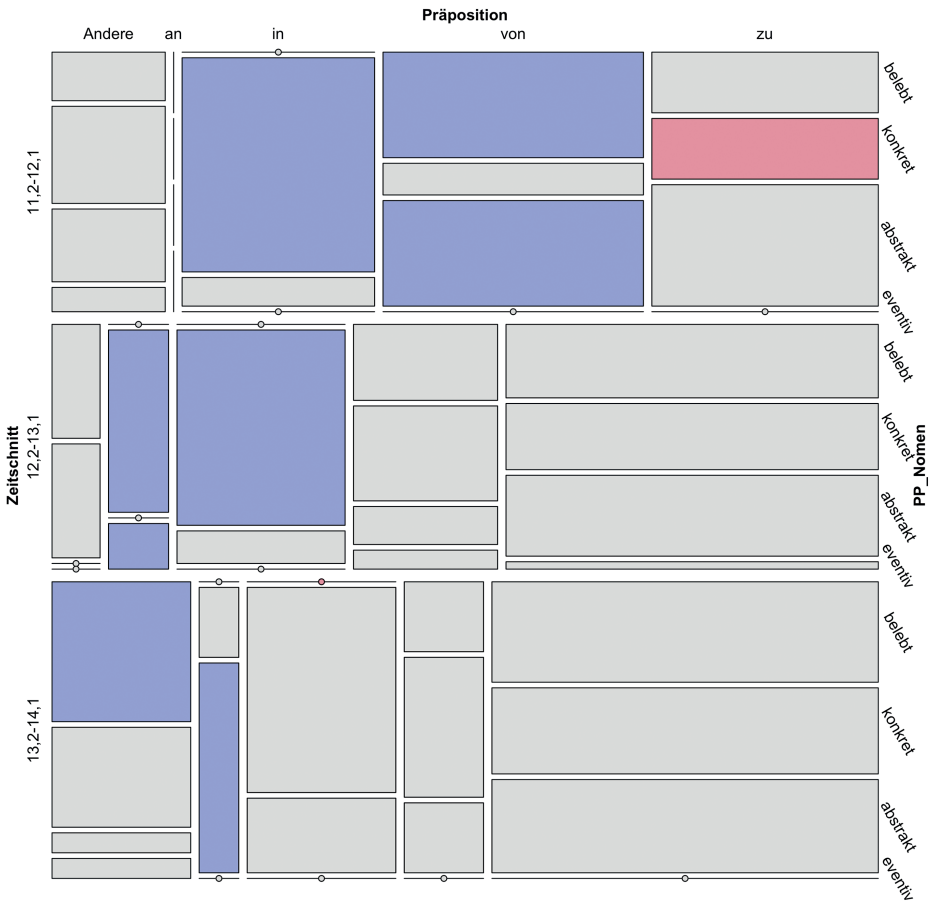 Präposition
Andere an in von zu
Zeitschnitt
11,2-12,1
belebt
konkret
abstrakt
eventiv
12,2-13,1
belebt
konkret
abstrakt
eventiv
13,2-14,1
belebt
konkret
abstrakt
eventiv
PP_Nomen